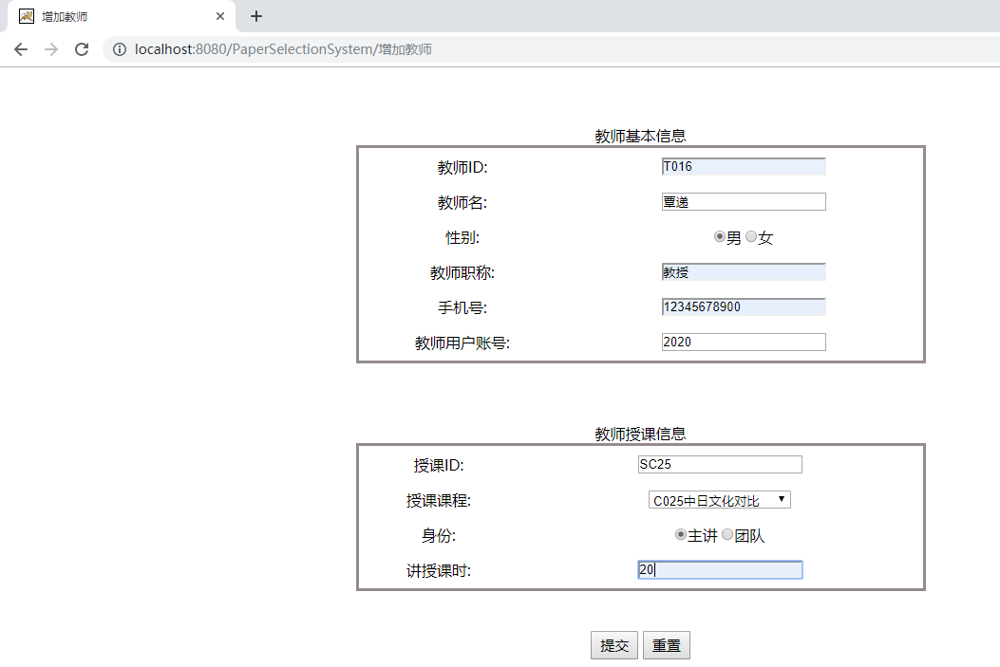 增加教师
localhost:8080/PaperSelectionSystem/增加教师
教师基本信息
教师ID: T016
教师名: 覃递
性别: 男 女
教师职称: 教授
手机号: 12345678900
教师用户账号: 2020
教师授课信息
授课ID: SC25
授课课程: C025中日文化对比
身份: 主讲 团队
讲授课时: 20
提交 重置